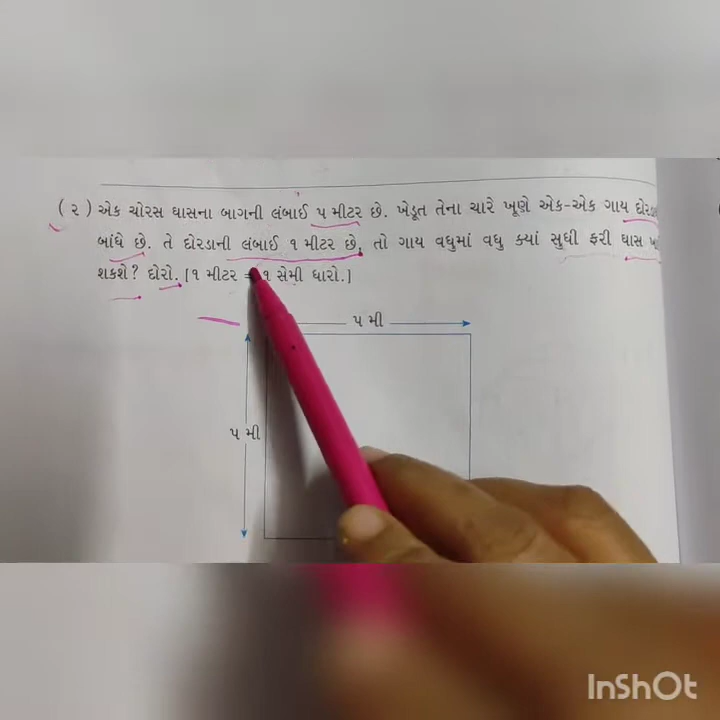 (૨) એક ચોરસ ઘાસના બાગની લંબાઈ ૫ મીટર છે. ખેડૂત તેના ચારે ખૂણે એક-એક ગાય
બાંધે છે. તે દોરડાની લંબાઈ ૧ મીટર છે, તો ગાય વધુમાં વધુ ક્યાં સુધી ફરી ઘાસ
શકશે? દોરો. [૧ મીટર = ૧ સેમી ધારો.]
૫ મી
૫ મી
InShOt